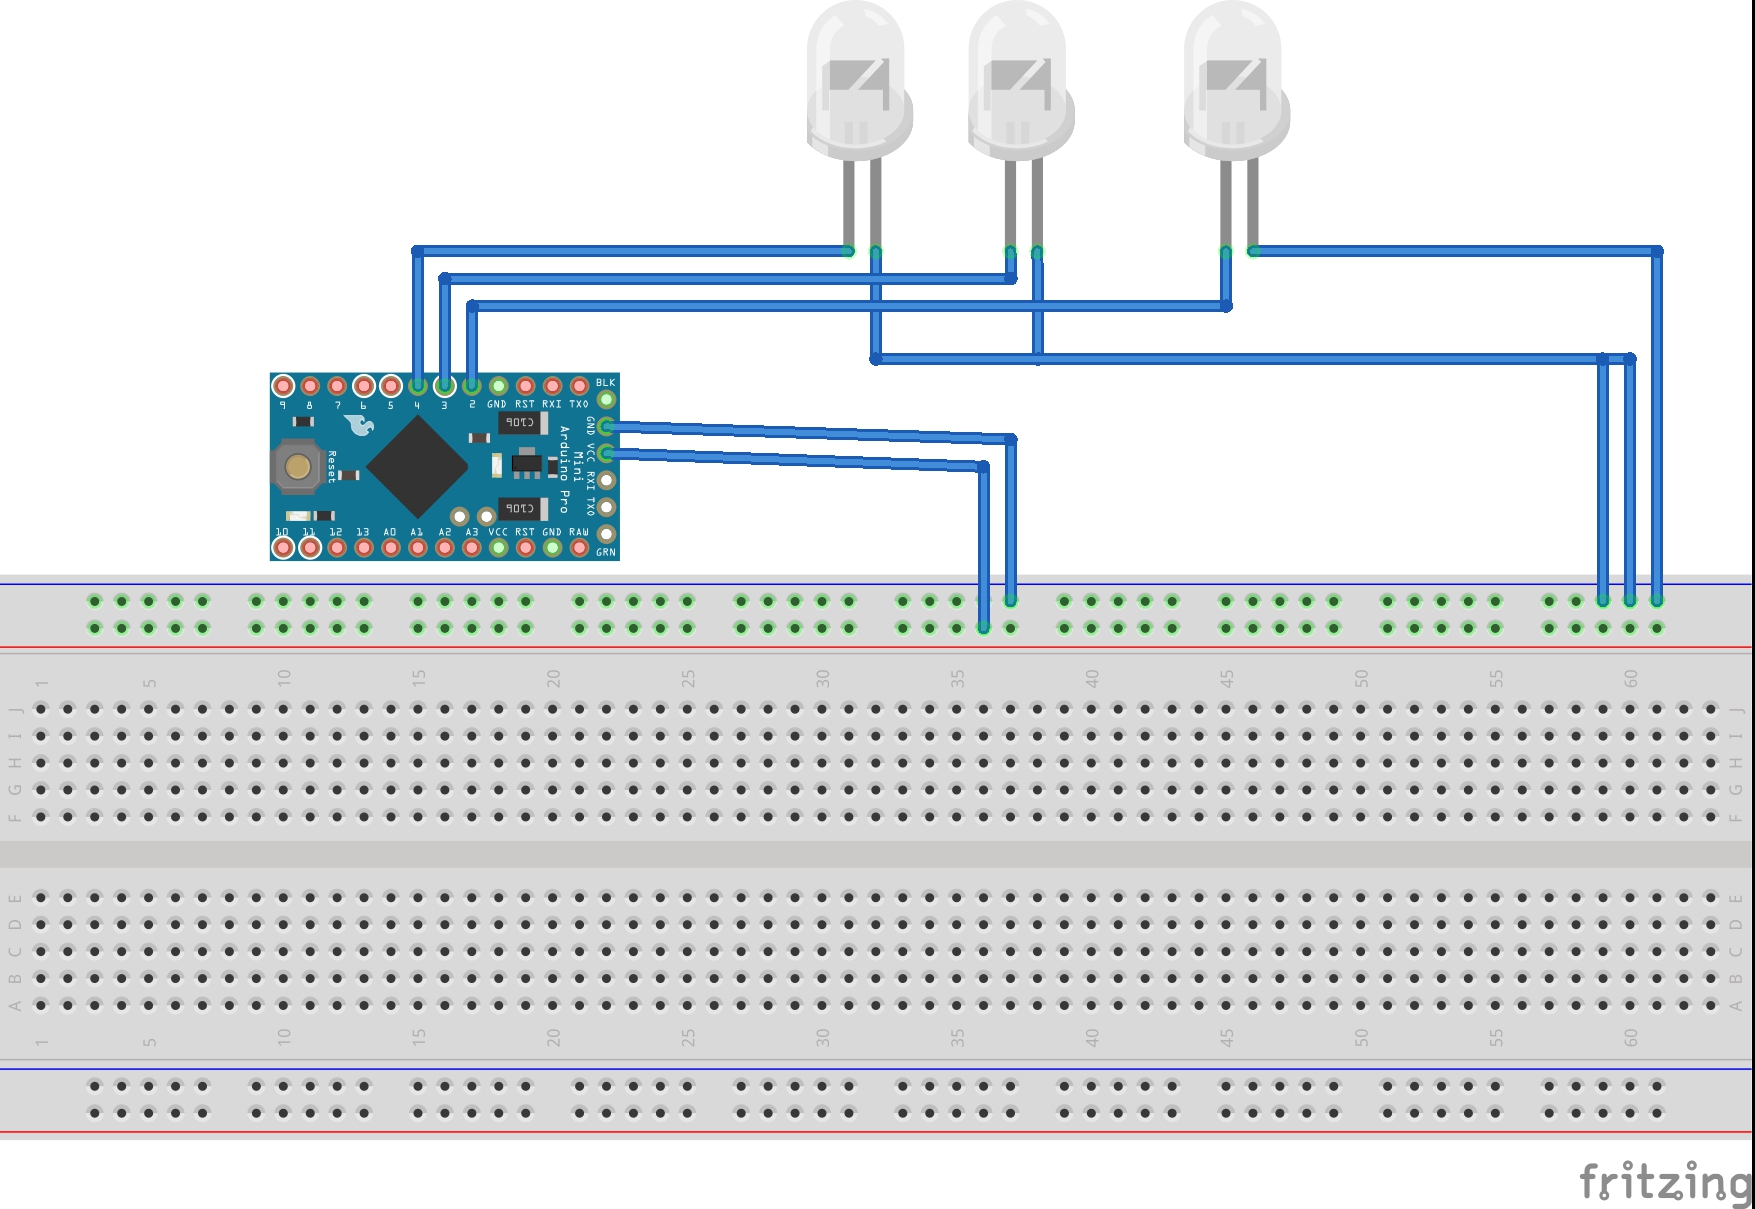 BLK
9 8 7 6 5 4 3 2 GND RST RXI TXO
GND VCC RXI TXO
Arduino Pro
Mini
Reset
10 11 12 13 A0 A1 A2 A3 VCC RST GND RAW
GRN
1 5 10 15 20 25 30 35 40 45 50 55 60
J J
I I
H H
G G
F F
E E
D D
C C
B B
A A
1 5 10 15 20 25 30 35 40 45 50 55 60
fritzing